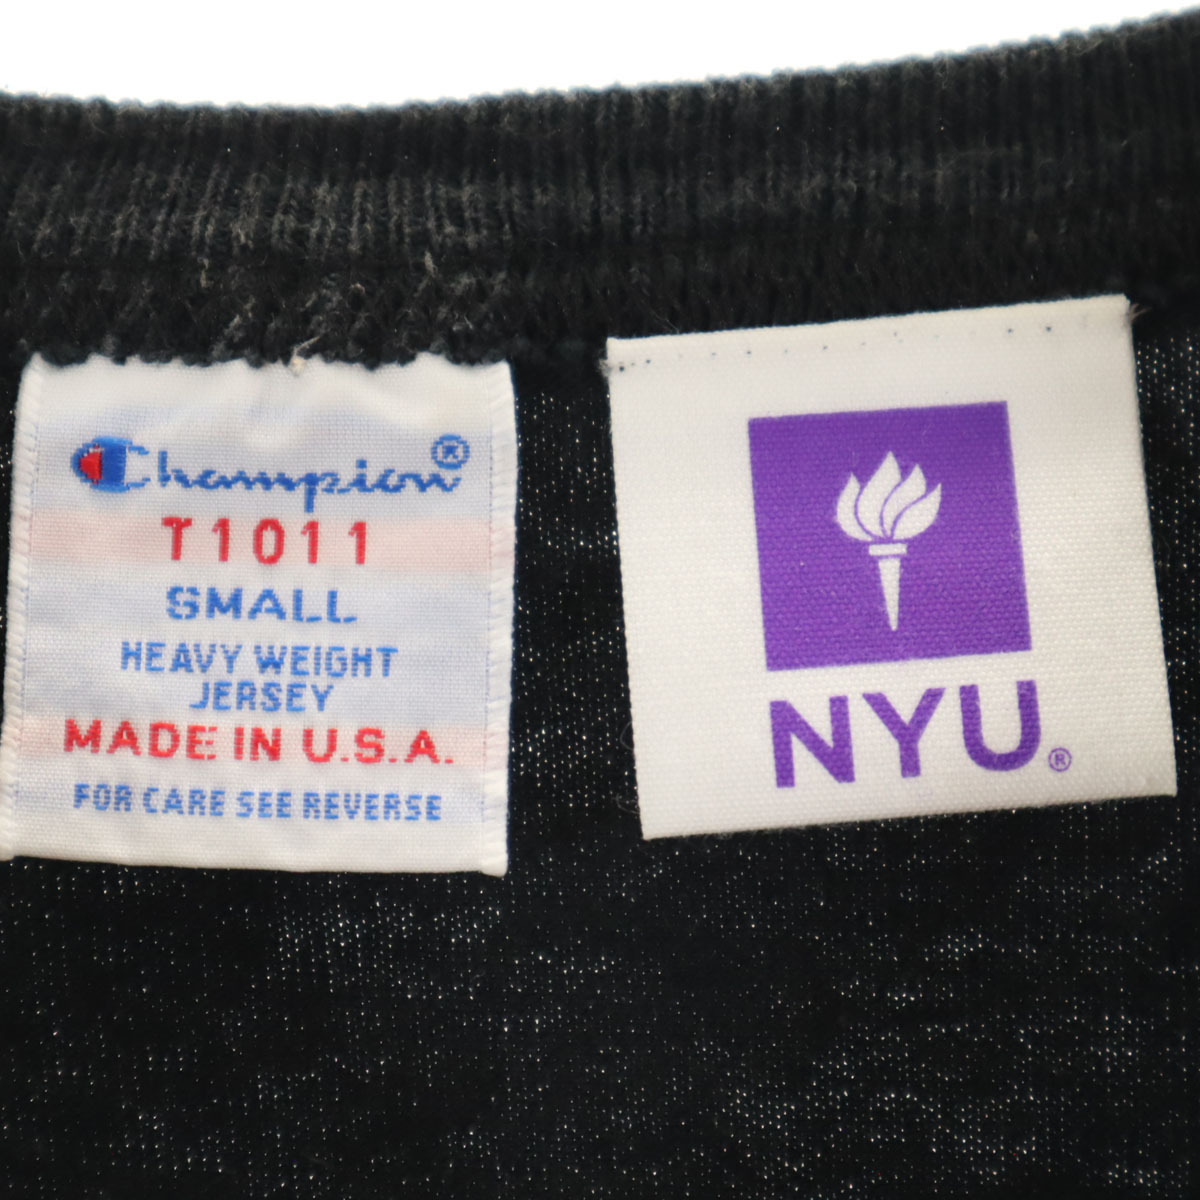 Champion®
T1011
SMALL
HEAVY WEIGHT
JERSEY
MADE IN U.S.A.
FOR CARE SEE REVERSE
NYU®